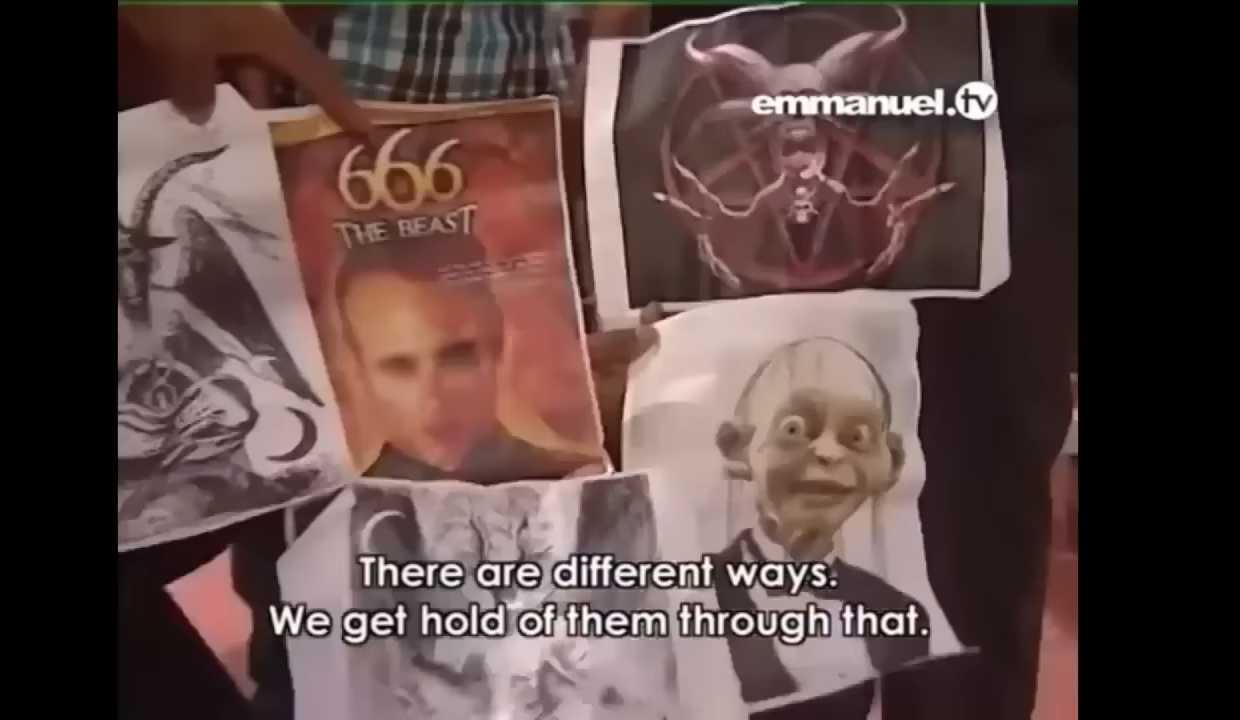 emmanuel.tv
666
THE BEAST
There are different ways.
We get hold of them through that.